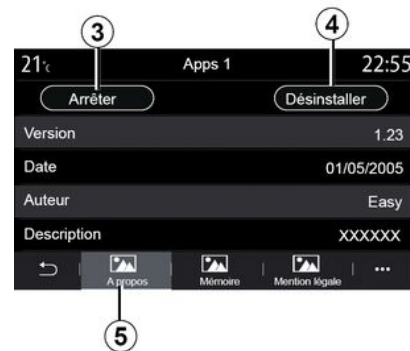 3
4
21°c Apps 1 22:55
Arrêter Désinstaller
Version 1.23
Date 01/05/2005
Auteur Easy
Description XXXXXX
A propos Mémoire Mention légale ...
5